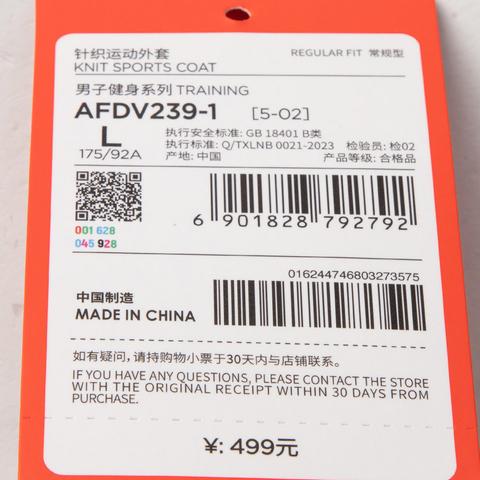 针织运动外套
KNIT SPORTS COAT
REGULAR FIT 常规型
男子健身系列 TRAINING
AFDV239-1 [5-02]
L
175/92A
执行安全标准: GB 18401 B类
执行标准: Q/TXLNB 0021-2023 检验员: 检02
产地: 中国 产品等级: 合格品
6 901828 792792
001 628
045 928
016244746803273575
中国制造
MADE IN CHINA
如有疑问,请持购物小票于30天内与店铺联系。
IF YOU HAVE ANY QUESTIONS, PLEASE CONTACT THE STORE
WITH THE ORIGINAL RECEIPT WITHIN 30 DAYS FROM
PURCHASE.
¥: 499元